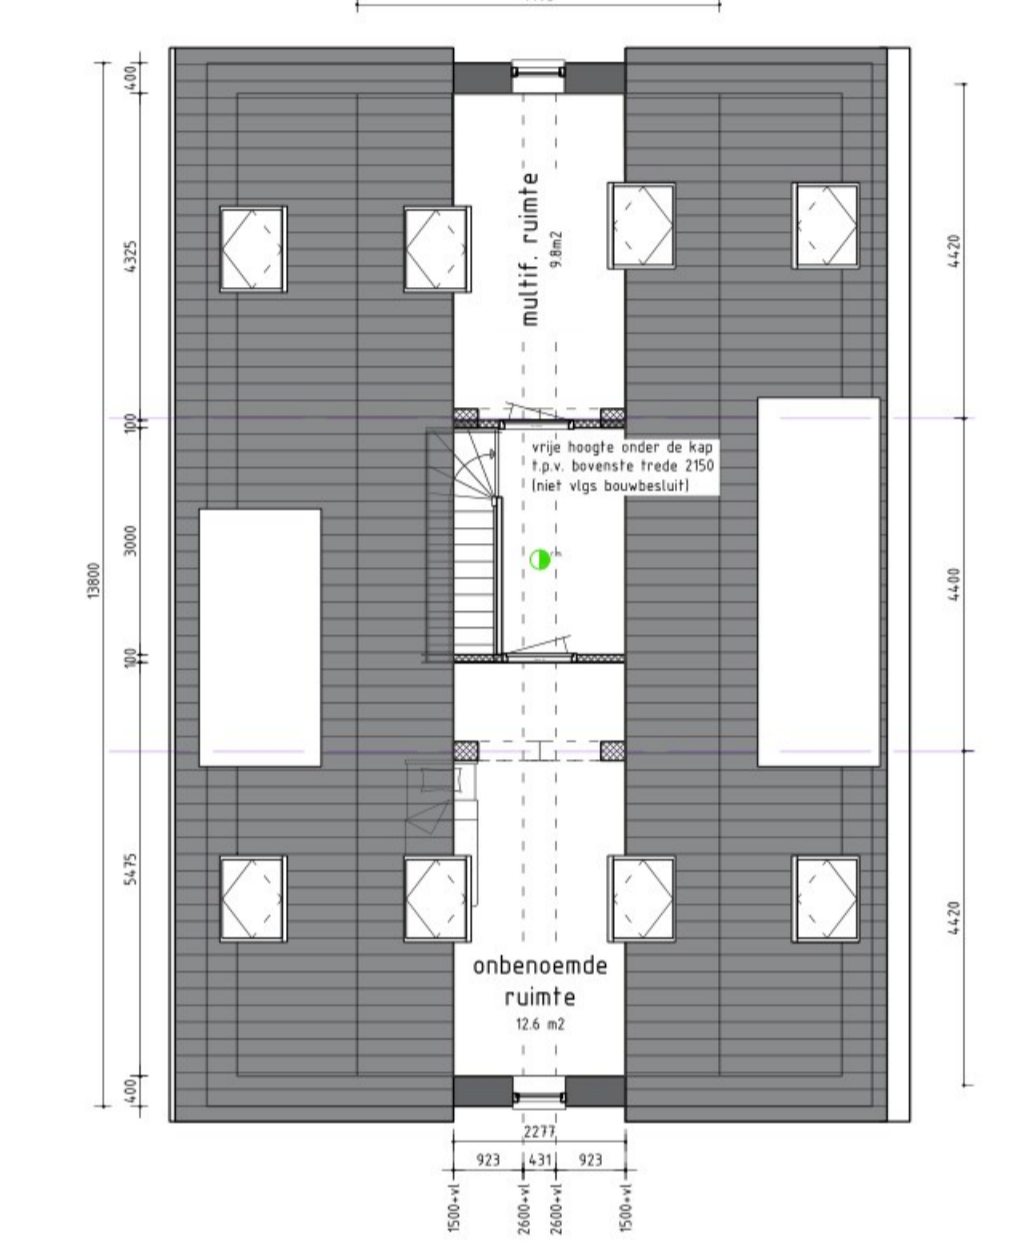 400
4325
100
3000
13800
100
5475
400
multif. ruimte
9.8m2
4420
vrije hoogte onder de kap
t.p.v. bovenste trede 2150
(niet vlgs bouwbesluit)
4400
4420
onbenoemde
ruimte
12.6 m2
2277
923
431
923
1500+vl
2600+vl
2600+vl
1500+vl